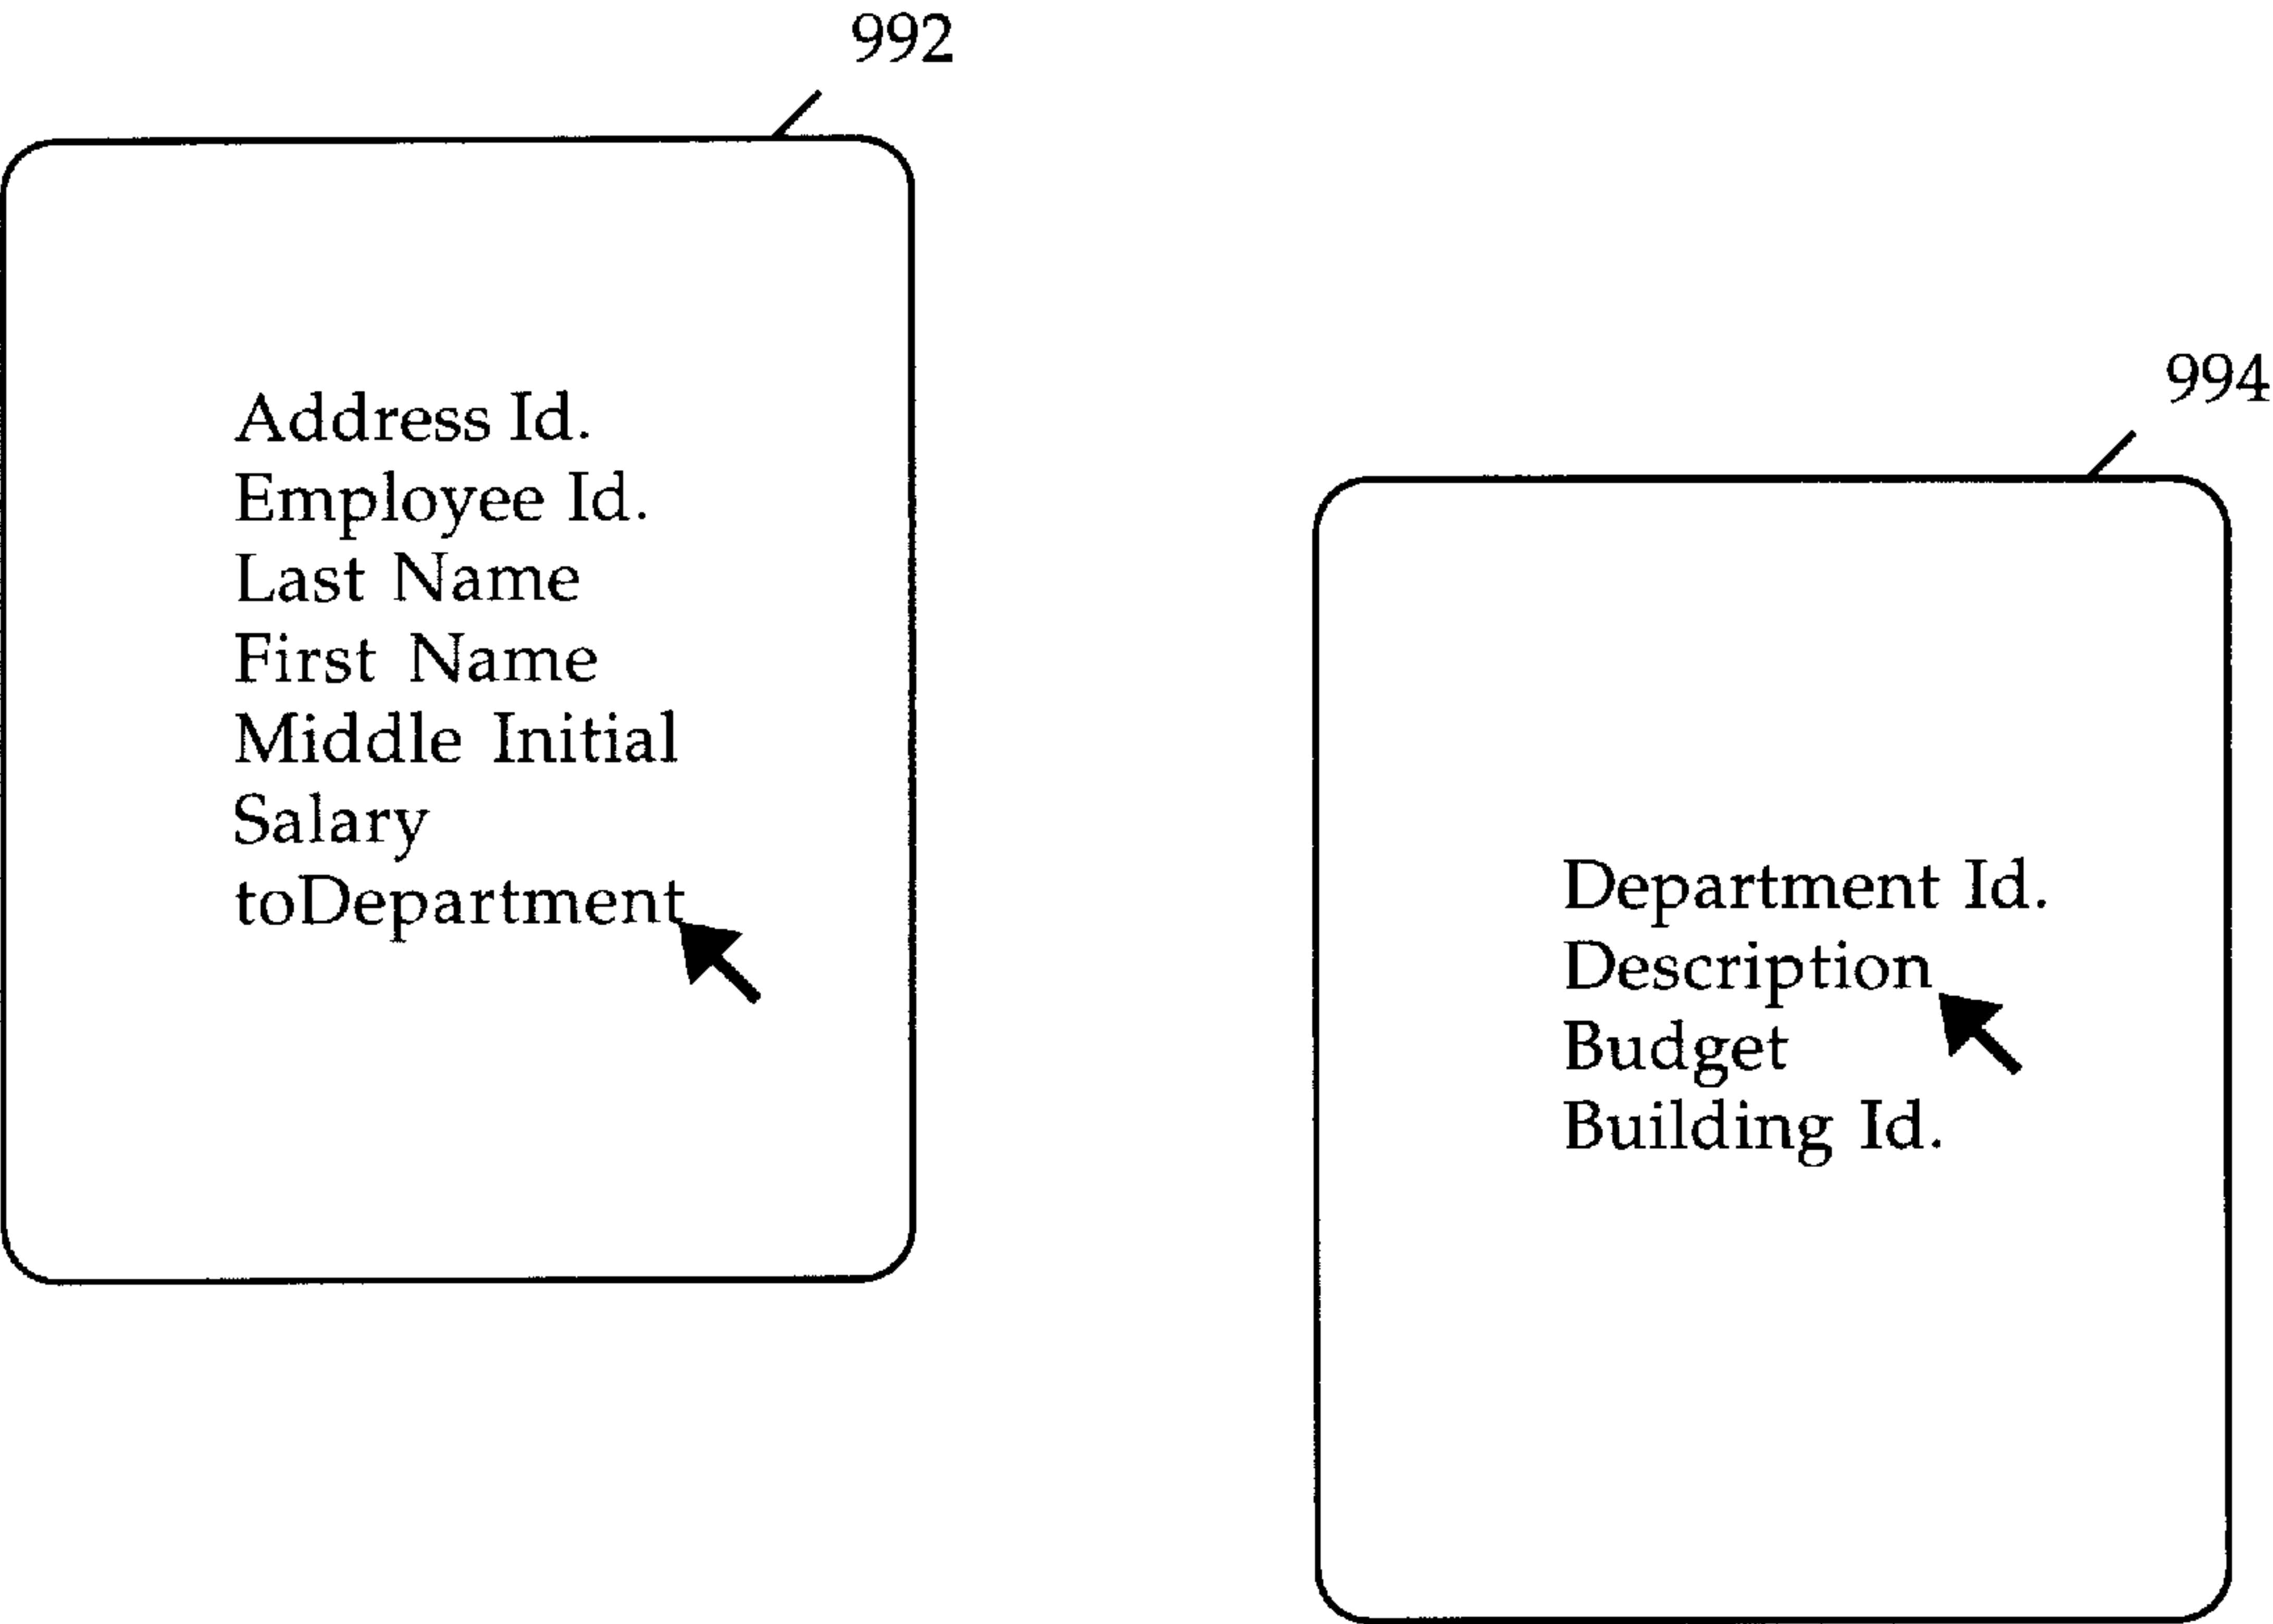 992
Address Id.
Employee Id.
Last Name
First Name
Middle Initial
Salary
toDepartment
994
Department Id.
Description
Budget
Building Id.